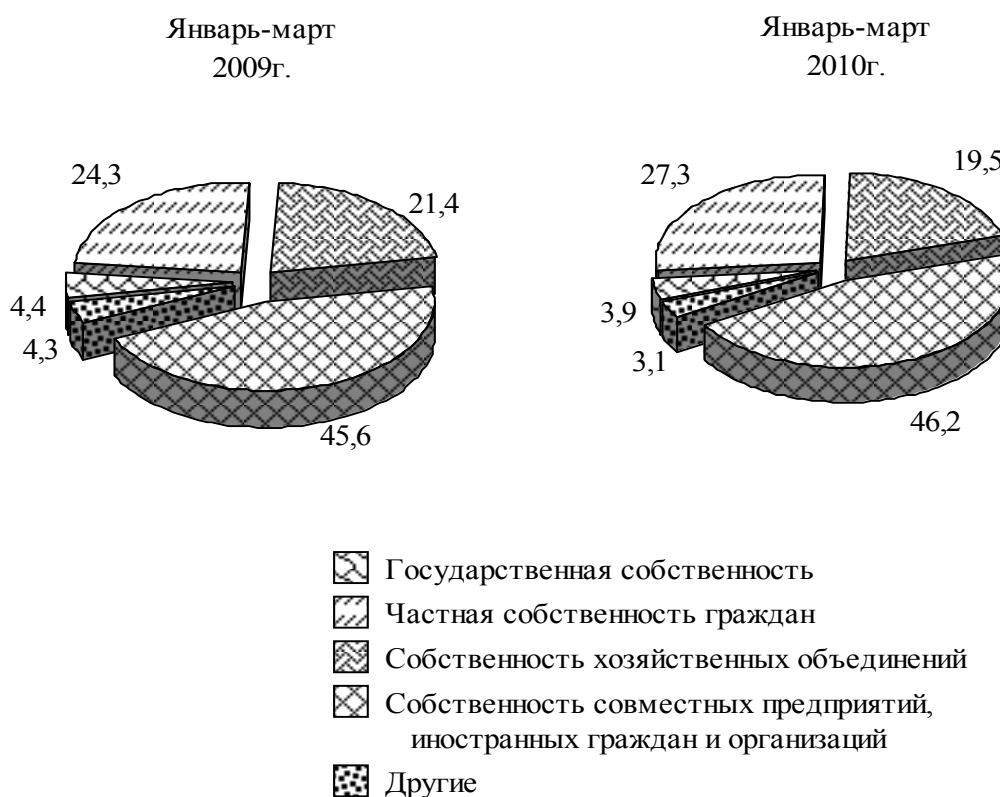 Январь-март
2009г.
Январь-март
2010г.
24,3
21,4
4,4
4,3
45,6
27,3
19,5
3,9
3,1
46,2
Государственная собственность
Частная собственность граждан
Собственность хозяйственных объединений
Собственность совместных предприятий,
иностранных граждан и организаций
Другие